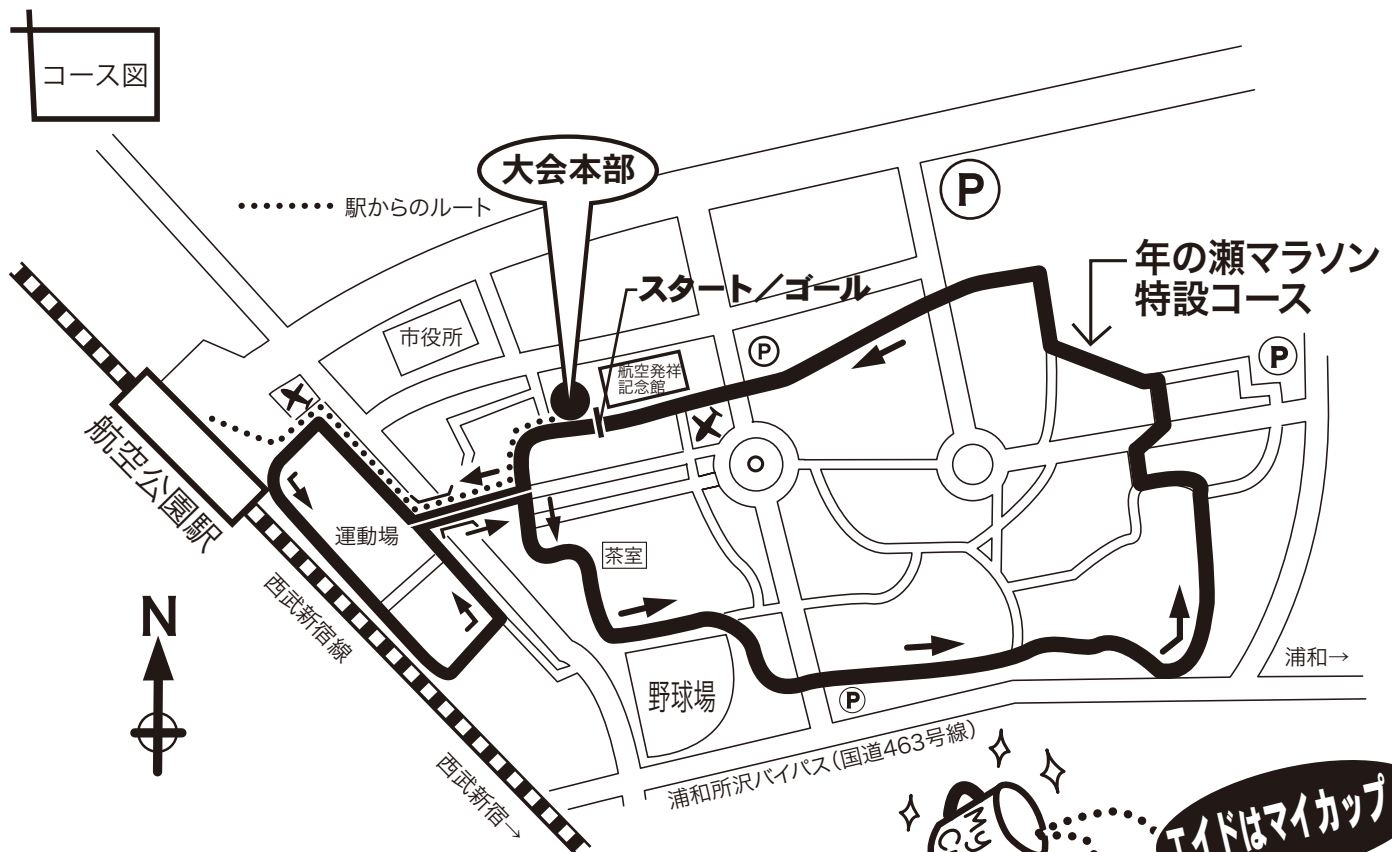 コース図
大会本部
P
駅からのルート
年の瀬マラソン
特設コース
スタート/ゴール
市役所
P
P
航空発祥
記念館
航空公園駅
運動場
茶室
西武新宿線
N
浦和→
野球場
P
西武新宿→
浦和所沢バイパス(国道463号線)
エイドはマイカップ
My